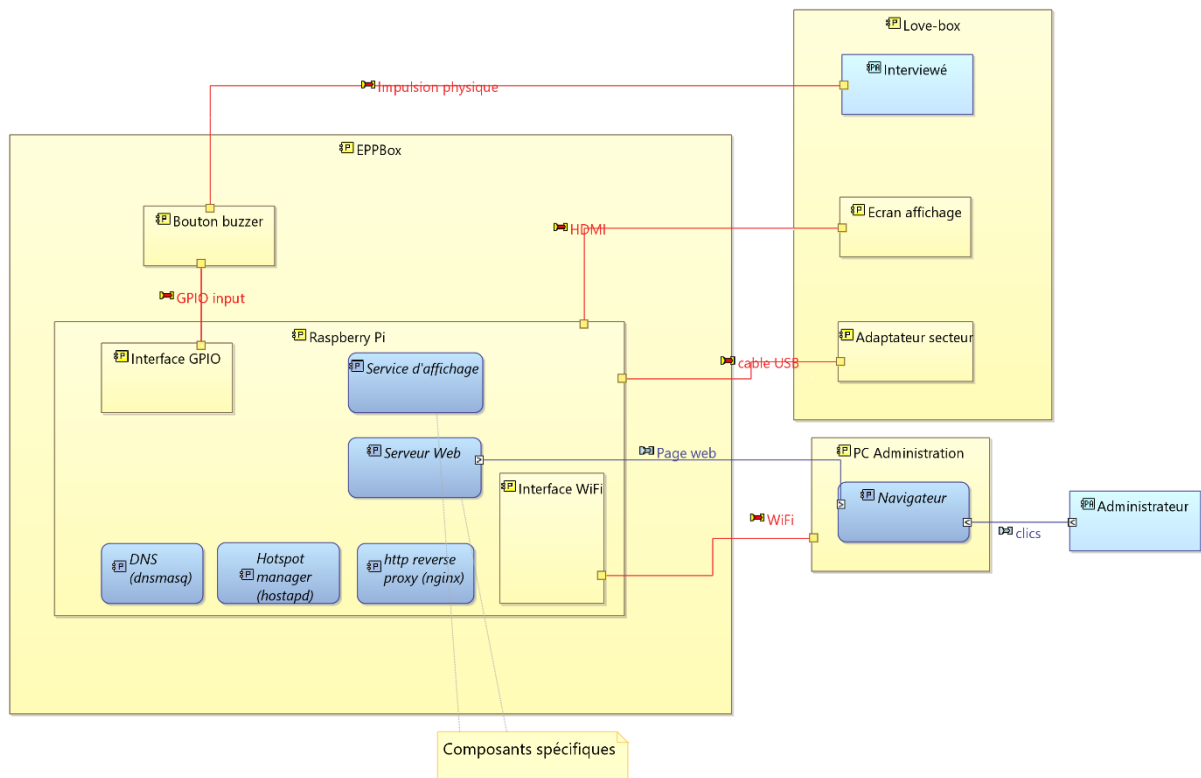 Love-box
Interviewé
Impulsion physique
EPPBox
Bouton buzzer
Ecran affichage
HDMI
GPIO input
Raspberry Pi
Adaptateur secteur
Interface GPIO
Service d'affichage
cable USB
Serveur Web
Page web
PC Administration
Interface WiFi
Navigateur
Administrateur
WiFi
clics
DNS
(dnsmasq)
Hotspot
manager
(hostapd)
http reverse
proxy (nginx)
Composants spécifiques